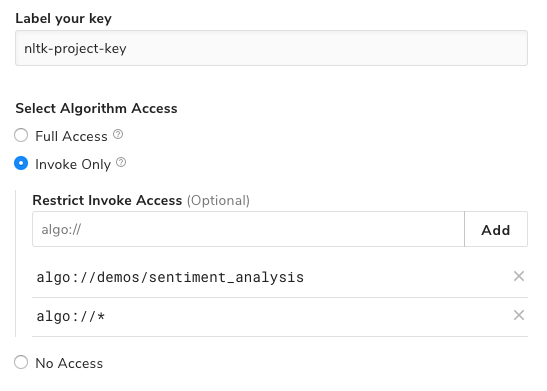 Label your key
nltk-project-key
Select Algorithm Access
Full Access ?
Invoke Only ?
Restrict Invoke Access (Optional)
algo:// Add
algo://demos/sentiment_analysis ×
algo://* ×
No Access